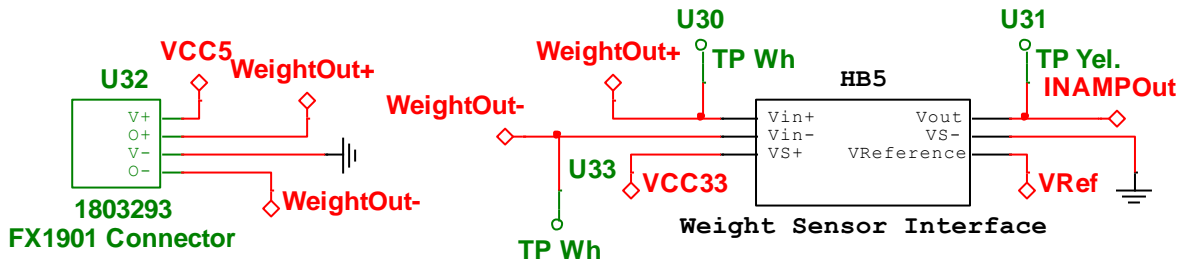 U32
VCC5
WeightOut+
V+
O+
V-
O-
WeightOut-
1803293
FX1901 Connector
U30
TP Wh
WeightOut+
WeightOut-
U33
TP Wh
VCC33
HB5
Vin+
Vin-
VS+
Vout
VS-
VReference
Weight Sensor Interface
U31
TP Yel.
INAMPOut
VRef